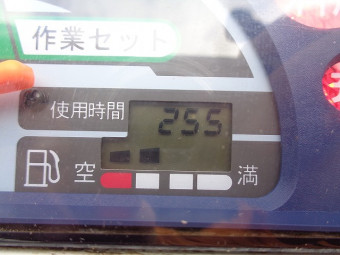 作業セット
使用時間 255
空 満